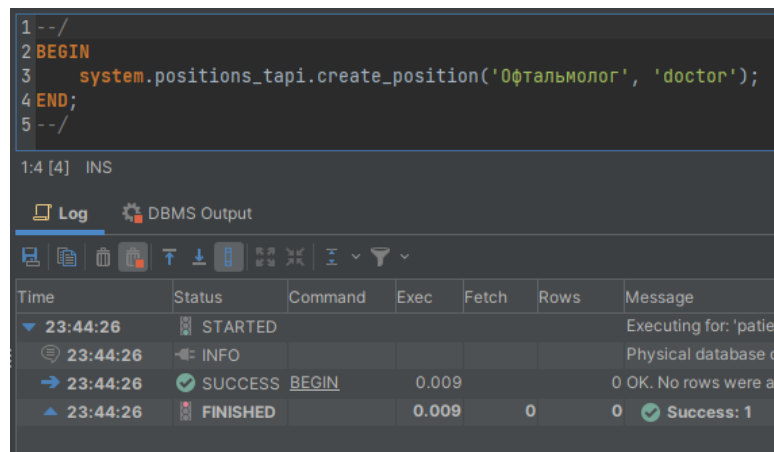 1 --/
2 BEGIN
3 system.positions_tapi.create_position('Офтальмолог', 'doctor');
4 END;
5 --/
1:4 [4] INS
Log DBMS Output
Time Status Command Exec Fetch Rows Message
23:44:26 STARTED Executing for: 'patie
23:44:26 INFO Physical database
23:44:26 SUCCESS BEGIN 0.009 0 OK. No rows were a
23:44:26 FINISHED 0.009 0 0 Success: 1